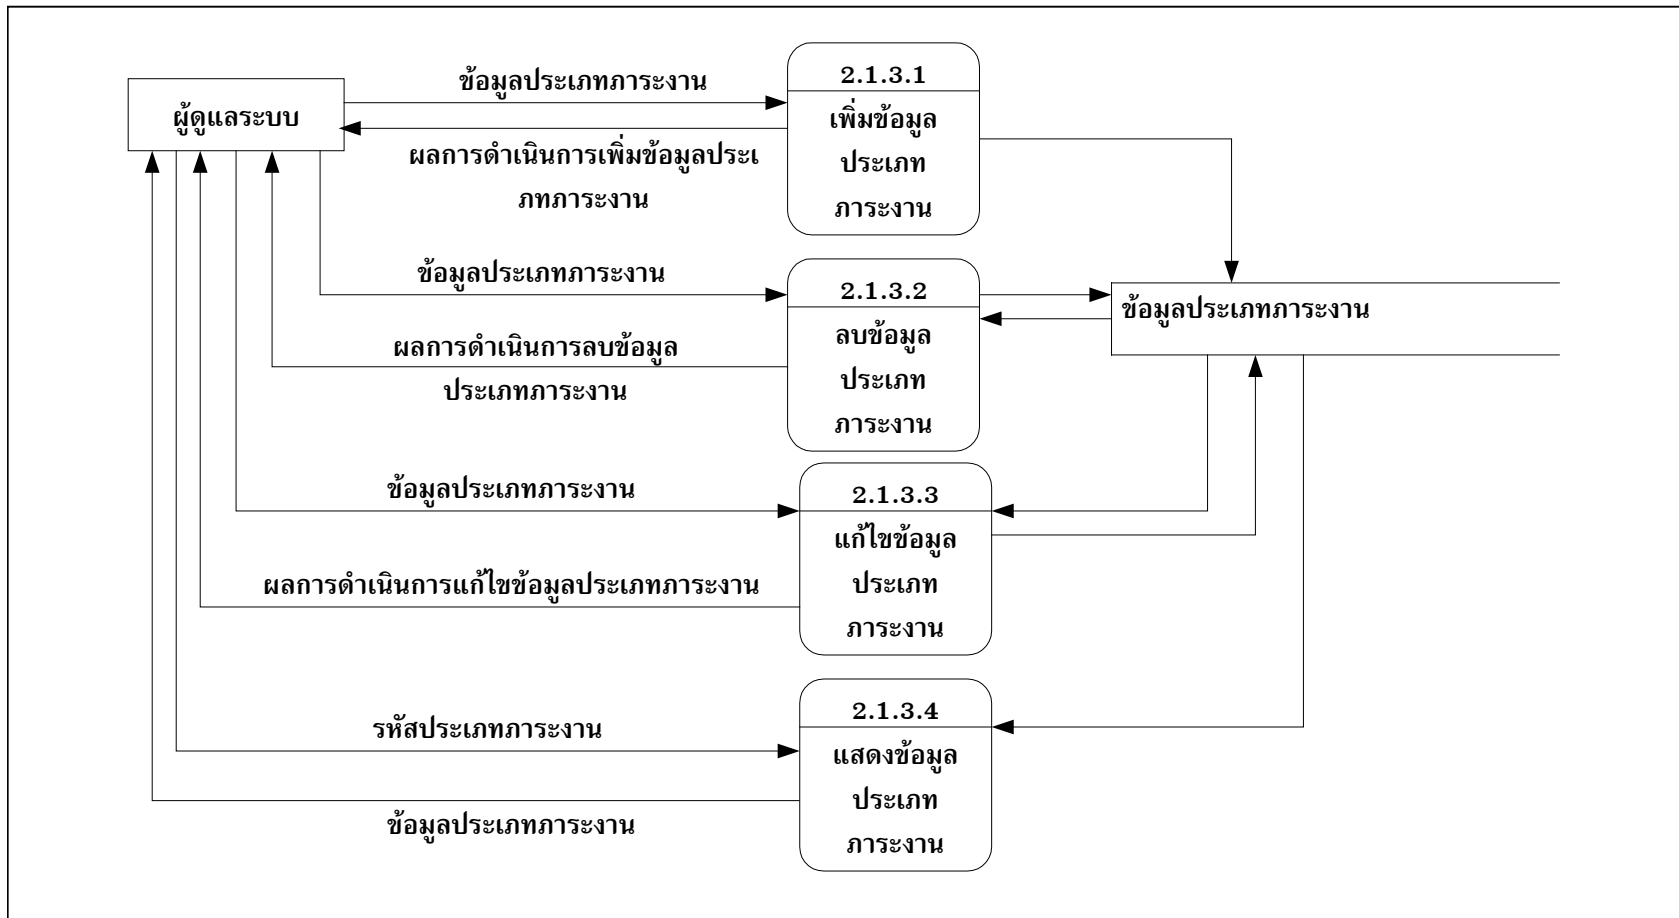 ผู้ดูแลระบบ
ข้อมูลประเภทภาระงาน
ผลการดำเนินการเพิ่มข้อมูลประเ
ภทภาระงาน
2.1.3.1
เพิ่มข้อมูล
ประเภท
ภาระงาน
ข้อมูลประเภทภาระงาน
ผลการดำเนินการลบข้อมูล
ประเภทภาระงาน
2.1.3.2
ลบข้อมูล
ประเภท
ภาระงาน
ข้อมูลประเภทภาระงาน
ข้อมูลประเภทภาระงาน
ผลการดำเนินการแก้ไขข้อมูลประเภทภาระงาน
2.1.3.3
แก้ไขข้อมูล
ประเภท
ภาระงาน
รหัสประเภทภาระงาน
ข้อมูลประเภทภาระงาน
2.1.3.4
แสดงข้อมูล
ประเภท
ภาระงาน